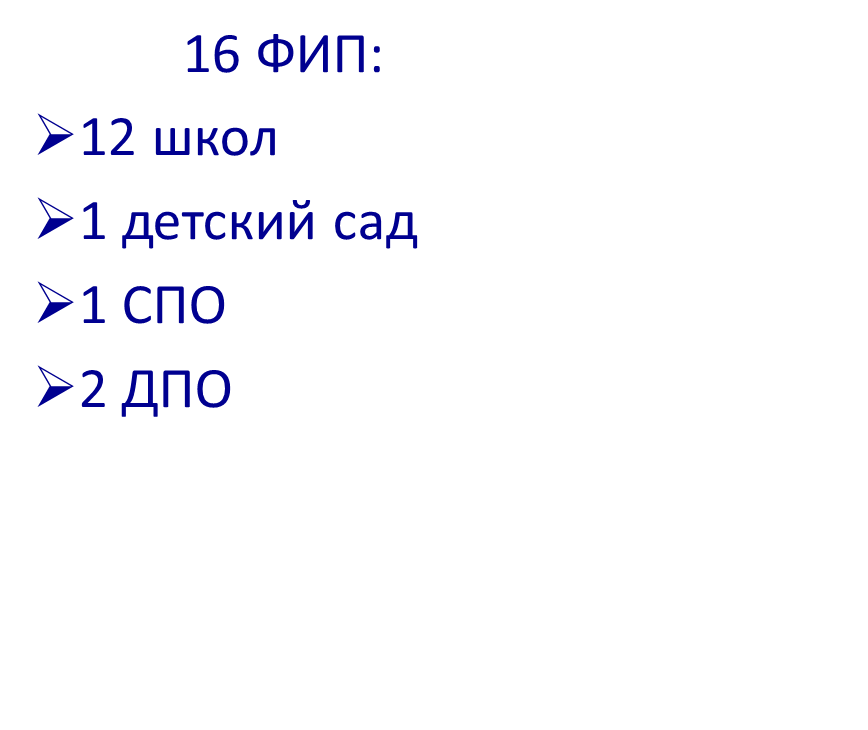 16 ФИП:
➢12 школ
➢1 детский сад
➢1 СПО
➢2 ДПО